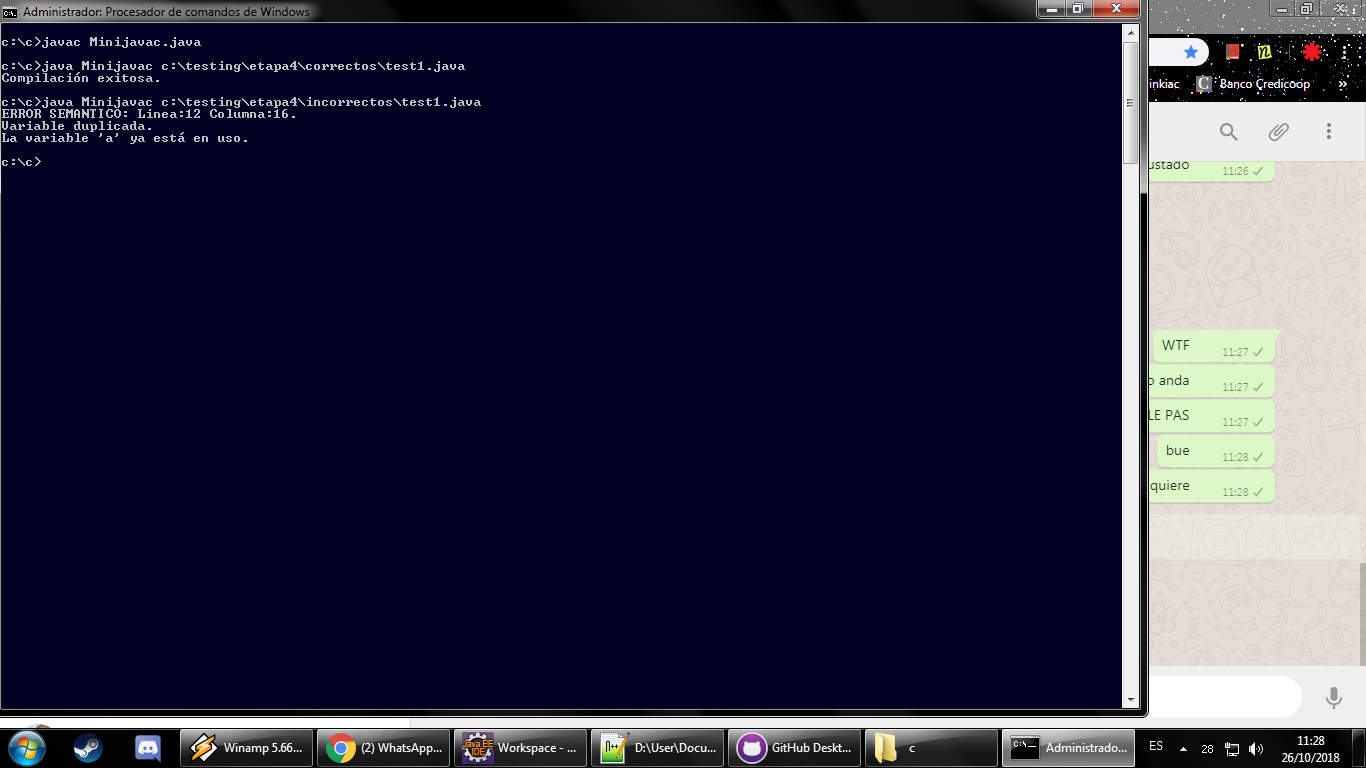 Administrador: Procesador de comandos de Windows
c:\c>javac Minijavac.java
c:\c>java Minijavac c:\testing\etapa4\correctos\test1.java
Compilación exitosa.
c:\c>java Minijavac c:\testing\etapa4\incorrectos\test1.java
ERROR SEMANTICO: Linea:12 Columna:16.
Variable duplicada.
La variable 'a' ya está en uso.
c:\c>
inkiac
Banco Credicoop
»
ustado
11:26
WTF
11:27
o anda
11:27
LE PAS
11:27
bue
11:28
quiere
11:28
Winamp 5.66...
(2) WhatsApp...
Workspace - ...
D:\User\Docu...
GitHub Deskt...
c
Administrado...
ES
28
11:28
26/10/2018